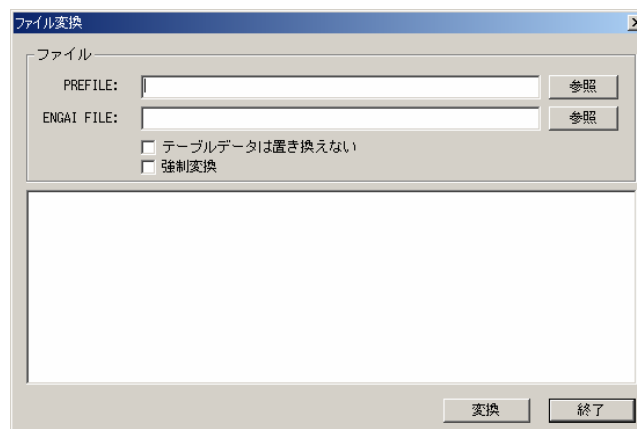 ファイル変換
ファイル
PREFILE: 参照
ENGAI FILE: 参照
テーブルデータは置き換えない
強制変換
変換 終了